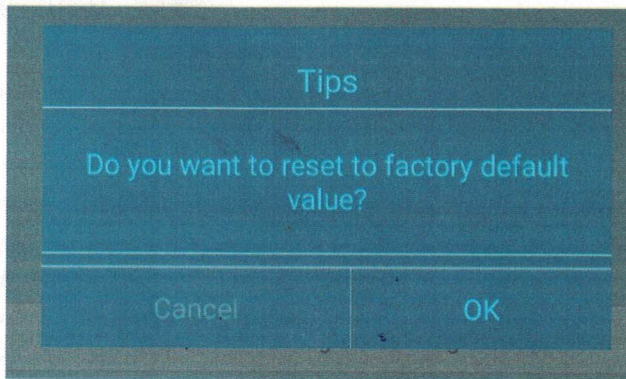 Tips
Do you want to reset to factory default
value?
Cancel
OK